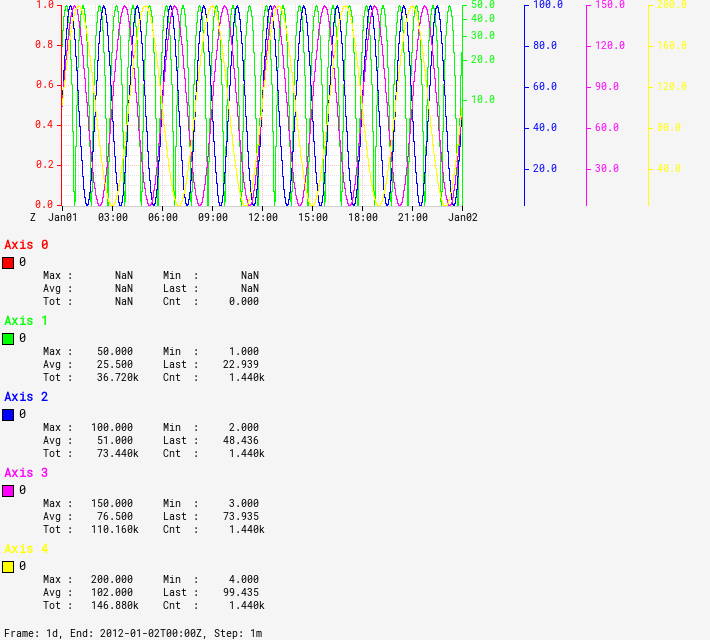 1.0 50.0 100.0 150.0 200.0
40.0
0.8 30.0 80.0 120.0 160.0
20.0
0.6 60.0 90.0 120.0
10.0
0.4 40.0 60.0 80.0
0.2 20.0 30.0 40.0
0.0
Z Jan01 03:00 06:00 09:00 12:00 15:00 18:00 21:00 Jan02
Axis 0
0
Max : NaN Min : NaN
Avg : NaN Last : NaN
Tot : NaN Cnt : 0.000
Axis 1
0
Max : 50.000 Min : 1.000
Avg : 25.500 Last : 22.939
Tot : 36.720k Cnt : 1.440k
Axis 2
0
Max : 100.000 Min : 2.000
Avg : 51.000 Last : 48.436
Tot : 73.440k Cnt : 1.440k
Axis 3
0
Max : 150.000 Min : 3.000
Avg : 76.500 Last : 73.935
Tot : 110.160k Cnt : 1.440k
Axis 4
0
Max : 200.000 Min : 4.000
Avg : 102.000 Last : 99.435
Tot : 146.880k Cnt : 1.440k
Frame: 1d, End: 2012-01-02T00:00Z, Step: 1m